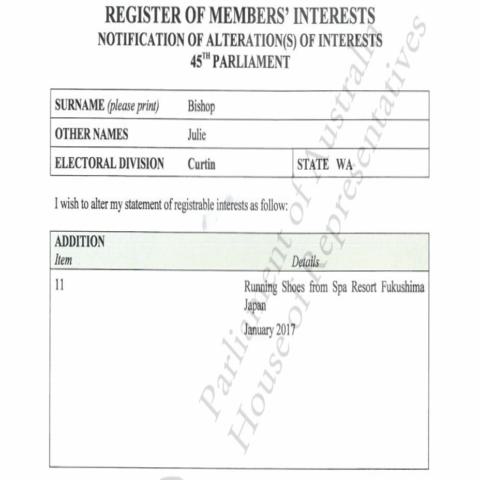 REGISTER OF MEMBERS' INTERESTS
NOTIFICATION OF ALTERATION(S) OF INTERESTS
45TH PARLIAMENT
SURNAME (please print) Bishop
OTHER NAMES Julie
ELECTORAL DIVISION Curtin STATE WA
I wish to alter my statement of registrable interests as follow:
ADDITION
Item Details
11 Running Shoes from Spa Resort Fukushima
Japan
January 2017
Parliament of Australia
House of Representatives